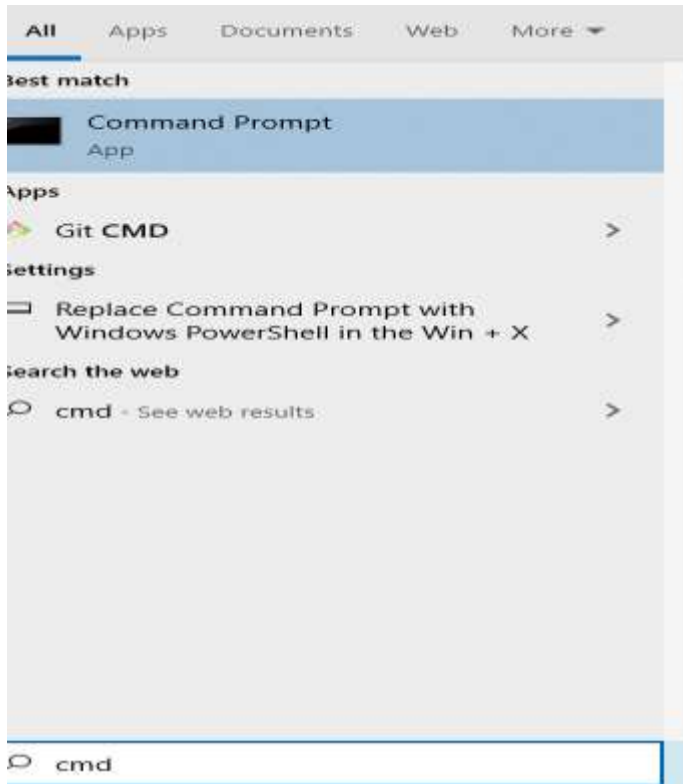 All Apps Documents Web More
Best match
Command Prompt
App
Apps
Git CMD
Settings
Replace Command Prompt with
Windows PowerShell in the Win + X
Search the web
cmd - See web results
cmd